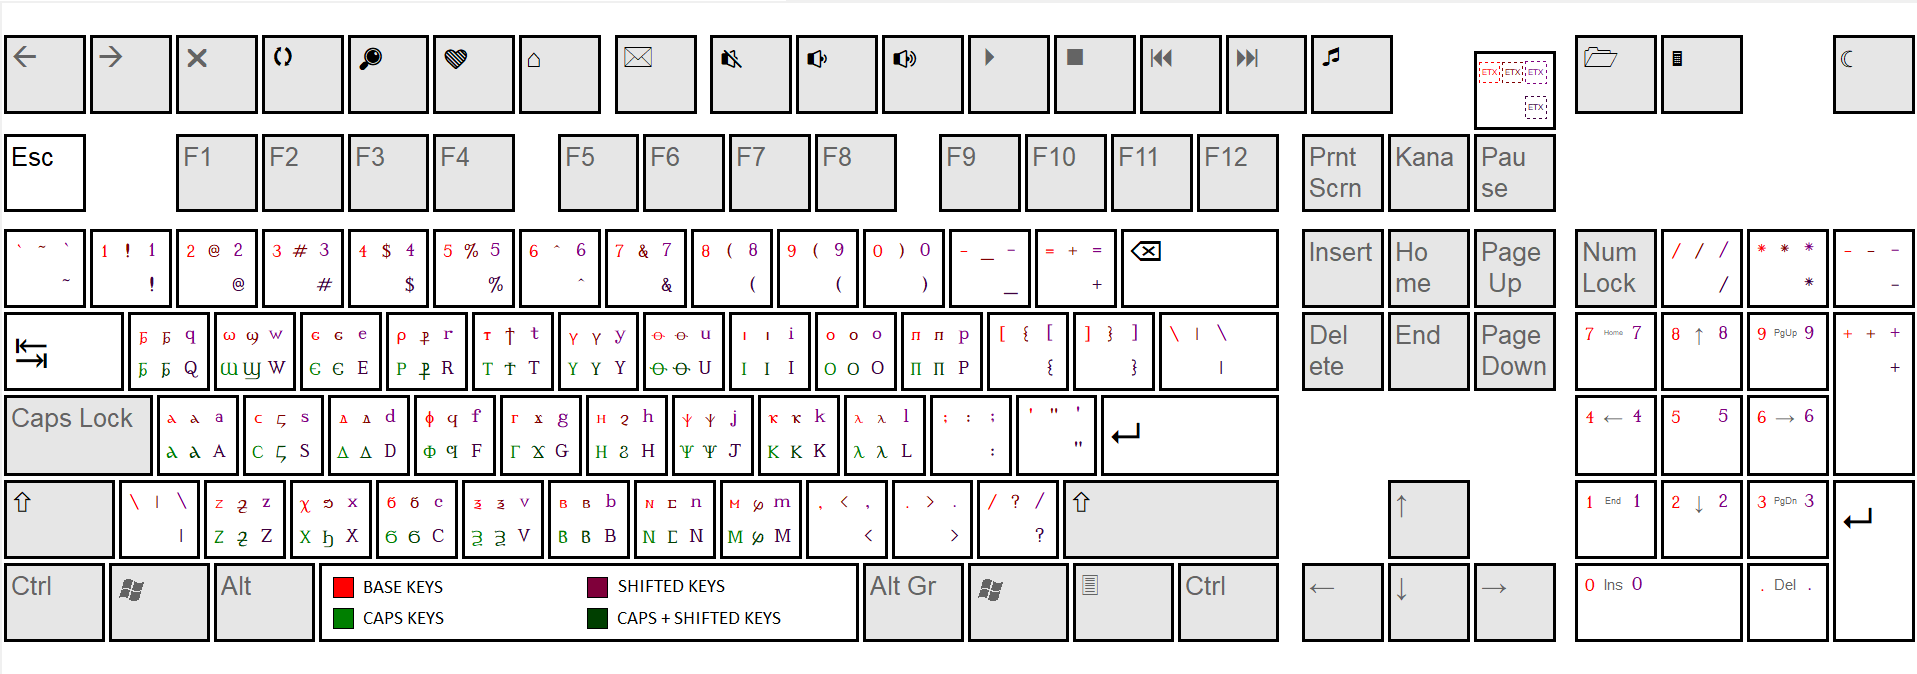 ETX ETX ETX
ETX
Esc F1 F2 F3 F4 F5 F6 F7 F8 F9 F10 F11 F12 Prnt Scrn Kana Pau se
` ~ ` 1 ! 1 2 @ 2 3 # 3 4 $ 4 5 % 5 6 ^ 6 7 & 7 8 ( 8 9 ( 9 0 ) 0 - _ - = + = Insert Ho me Page Up Num Lock / / / * * * - - -
~ ! @ # $ % ^ & ( ( ) _ + / * -
q ω ϣ w ⲉ ⲉ e ⲣ ⳁ r ⲧ † t ⲩ ⲩ y ⲑ ⲑ u ⲓ ⲓ i ⲟ ⲟ o ⲡ ⲡ p [ { [ ] } ] \ | \ Del ete End Page Down 7 Home 7 8 ↑ 8 9 PgUp 9 + + +
Q Ϣ W Ⲉ Ⲉ E Ⲣ ⳁ R Ⲧ † T Ⲩ Ⲩ Y Ⲑ Ⲑ U Ⲓ Ⲓ I Ⲟ Ⲟ O Ⲡ Ⲡ P { } | +
Caps Lock ⲁ ⲁ a ⲥ s ⲇ ⲇ d ⲫ ϥ f ⲅ ϫ g ⲏ ϩ h ⲯ ⲯ j ⲕ ⲕ k ⲗ ⲗ l ; : ; ' " ' 4 ← 4 5 5 6 → 6
Ⲁ Ⲁ A Ⲥ S Ⲇ Ⲇ D Ⲫ Ϥ F Ⲅ Ϫ G Ⲏ Ϩ H Ⲯ Ⲯ J Ⲕ Ⲕ K Ⲗ Ⲗ L : "
\ | \ ⲍ z ⲭ x ⲋ ⲋ c ⲝ ⲝ v ⲃ ⲃ b ⲛ n ⲙ m , < , . > . / ? / ↑ 1 End 1 2 ↓ 2 3 PgDn 3
| Ⲍ Z Ⲭ X Ⲋ Ⲋ C Ⲝ Ⲝ V Ⲃ Ⲃ B Ⲛ N Ⲙ M < > ?
Ctrl Alt BASE KEYS SHIFTED KEYS Alt Gr Ctrl ← ↓ → 0 Ins 0 . Del .
CAPS KEYS CAPS + SHIFTED KEYS